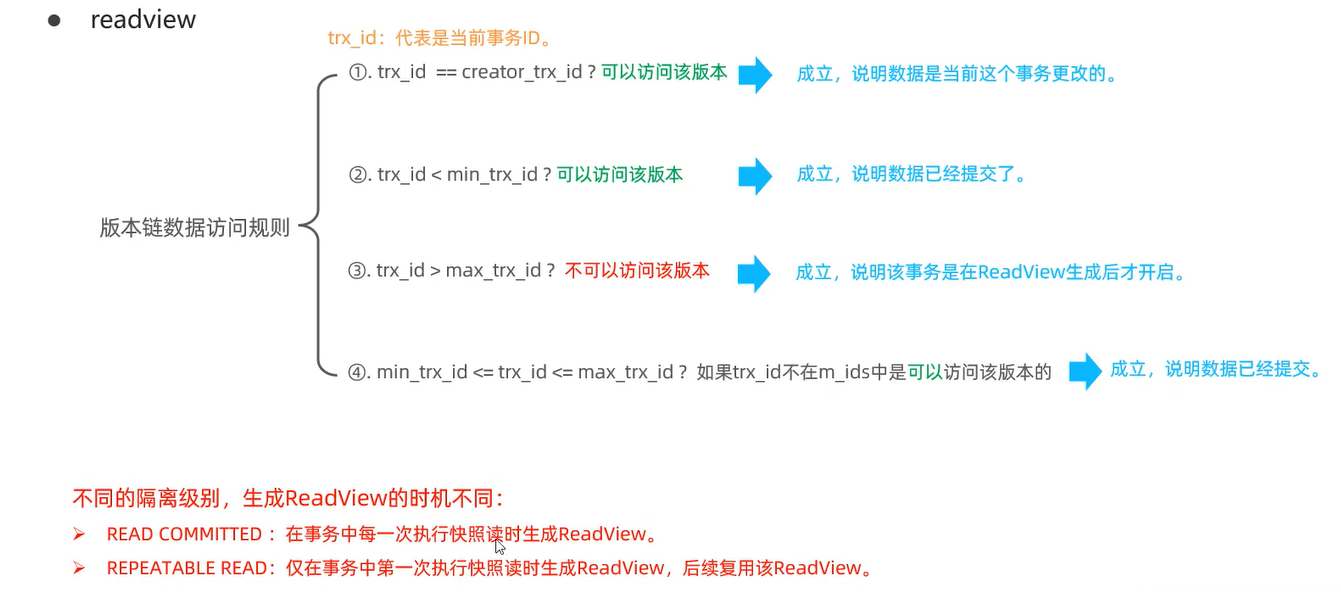 ● readview
trx_id：代表是当前事务ID。
①. trx_id == creator_trx_id ? 可以访问该版本 成立，说明数据是当前这个事务更改的。
②. trx_id < min_trx_id ? 可以访问该版本 成立，说明数据已经提交了。
版本链数据访问规则
③. trx_id > max_trx_id ? 不可以访问该版本 成立，说明该事务是在ReadView生成后才开启。
④. min_trx_id <= trx_id <= max_trx_id ? 如果trx_id不在m_ids中是可以访问该版本的 成立，说明数据已经提交。
不同的隔离级别，生成ReadView的时机不同：
➢ READ COMMITTED ：在事务中每一次执行快照读时生成ReadView。
➢ REPEATABLE READ：仅在事务中第一次执行快照读时生成ReadView，后续复用该ReadView。